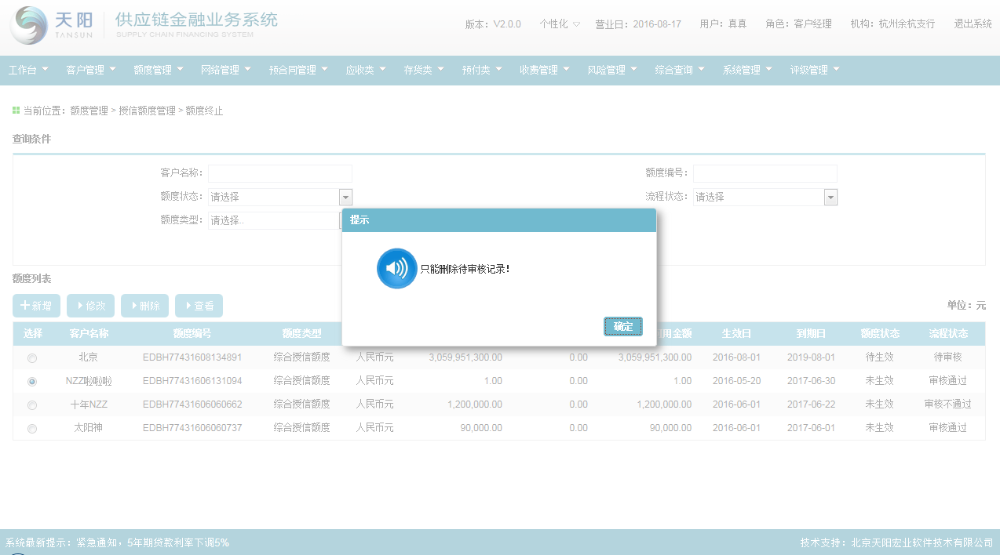 天阳 TANSUN 供应链金融业务系统 SUPPLY CHAIN FINANCING SYSTEM
版本：V2.0.0 个性化 营业日：2016-08-17 用户：真真 角色：客户经理 机构：杭州余杭支行 退出系统
工作台 客户管理 额度管理 网络管理 预合同管理 应收类 存货类 预付类 收费管理 风险管理 综合查询 系统管理 评级管理
当前位置：额度管理 > 授信额度管理 > 额度终止
查询条件
客户名称： 额度编号：
额度状态： 请选择 流程状态： 请选择
额度类型： 请选择..
提示
只能删除待审核记录！
确定
额度列表
新增 修改 删除 查看 单位：元
选择 客户名称 额度编号 额度类型 用金额 生效日 到期日 额度状态 流程状态
北京 EDBH77431608134891 综合授信额度 人民币元 3,059,951,300.00 0.00 3,059,951,300.00 2016-08-01 2019-08-01 待生效 待审核
NZZ啦啦啦 EDBH77431606131094 综合授信额度 人民币元 1.00 0.00 1.00 2016-05-20 2017-06-30 未生效 审核通过
十年NZZ EDBH77431606060662 综合授信额度 人民币元 1,200,000.00 0.00 1,200,000.00 2016-06-01 2017-06-22 未生效 审核不通过
太阳神 EDBH77431606060737 综合授信额度 人民币元 90,000.00 0.00 90,000.00 2016-06-01 2017-06-01 未生效 审核通过
系统最新提示：紧急通知，5年期贷款利率下调5% 技术支持：北京天阳宏业软件技术有限公司